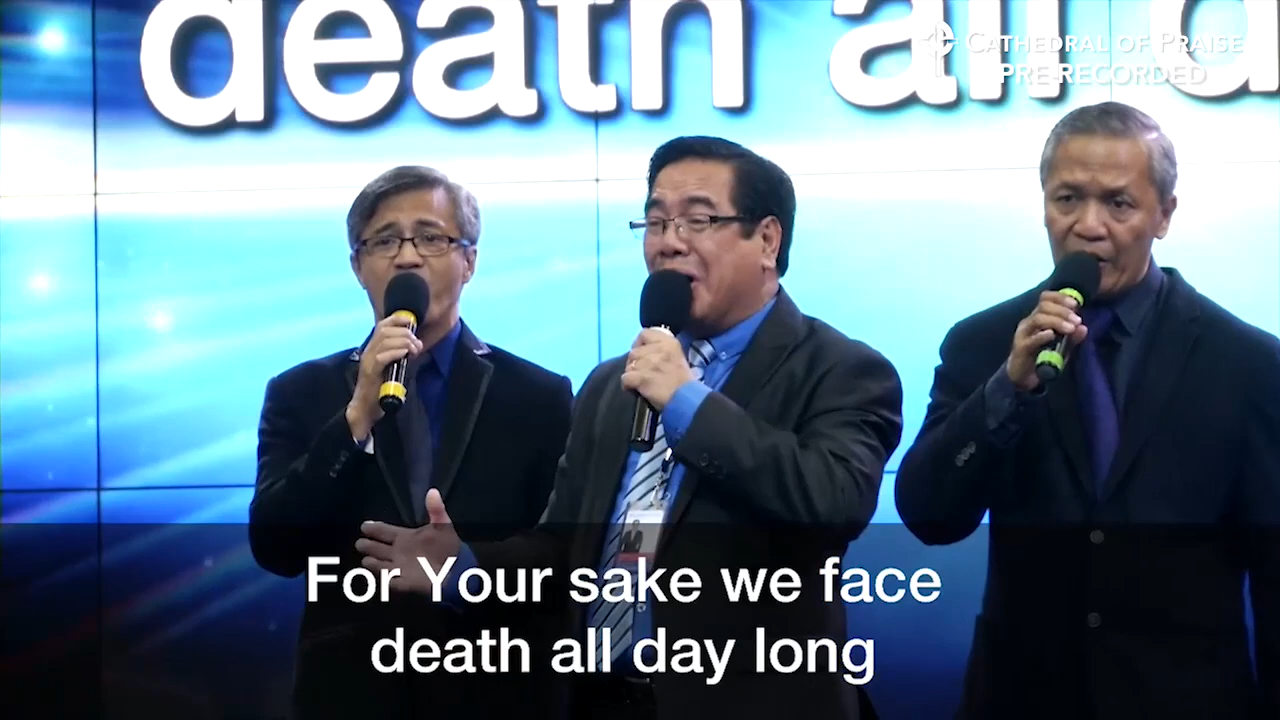 death all d
CATHEDRAL OF PRAISE
PRE-RECORDED
For Your sake we face
death all day long